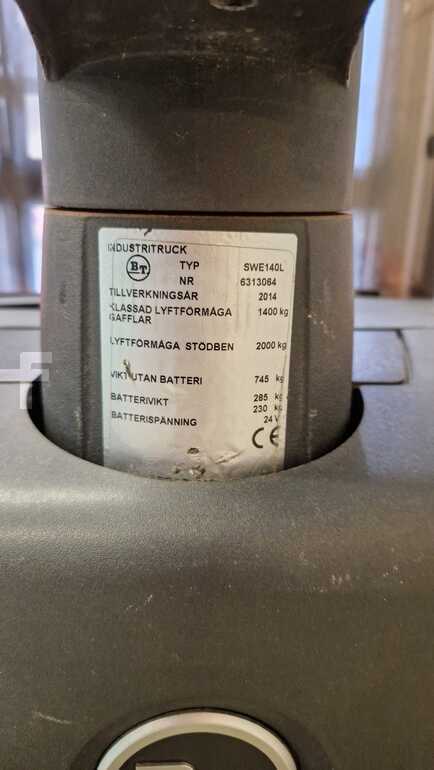 INDUSTRITRUCK
BT TYP SWE140L
NR 6313064
TILLVERKNINGSÅR 2014
KLASSAD LYFTFÖRMÅGA 1400 kg
GAFFLAR
LYFTFÖRMÅGA STÖDBEN 2000 kg
VIKT UTAN BATTERI 745 kg
BATTERIVIKT 285 kg
230 kg
BATTERISPÄNNING 24 V
CE
F